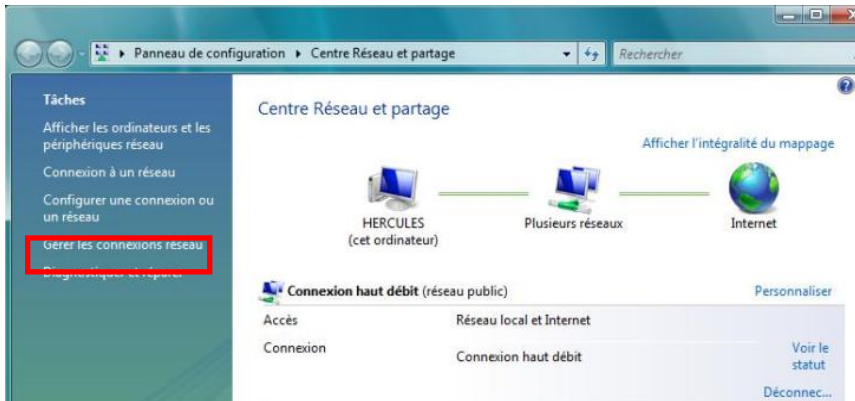 Panneau de configuration ▸ Centre Réseau et partage
Rechercher
Tâches
Afficher les ordinateurs et les
périphériques réseau
Connexion à un réseau
Configurer une connexion ou
un réseau
Gérer les connexions réseau
Diagnostiquer et réparer
Centre Réseau et partage
Afficher l'intégralité du mappage
HERCULES
(cet ordinateur)
Plusieurs réseaux
Internet
Connexion haut débit (réseau public)
Personnaliser
Accès
Réseau local et Internet
Connexion
Connexion haut débit
Voir le
statut
Déconnec...